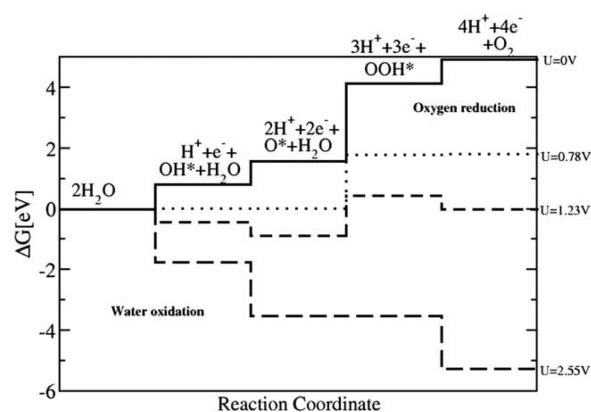 4H⁺+4e⁻
+O₂
3H⁺+3e⁻+
OOH*
U=0V
Oxygen reduction
2H⁺+2e⁻+
O*+H₂O
H⁺+e⁻+
OH*+H₂O
2H₂O
4
2
0
-2
-4
-6
ΔG[eV]
U=0.78V
U=1.23V
Water oxidation
U=2.55V
Reaction Coordinate